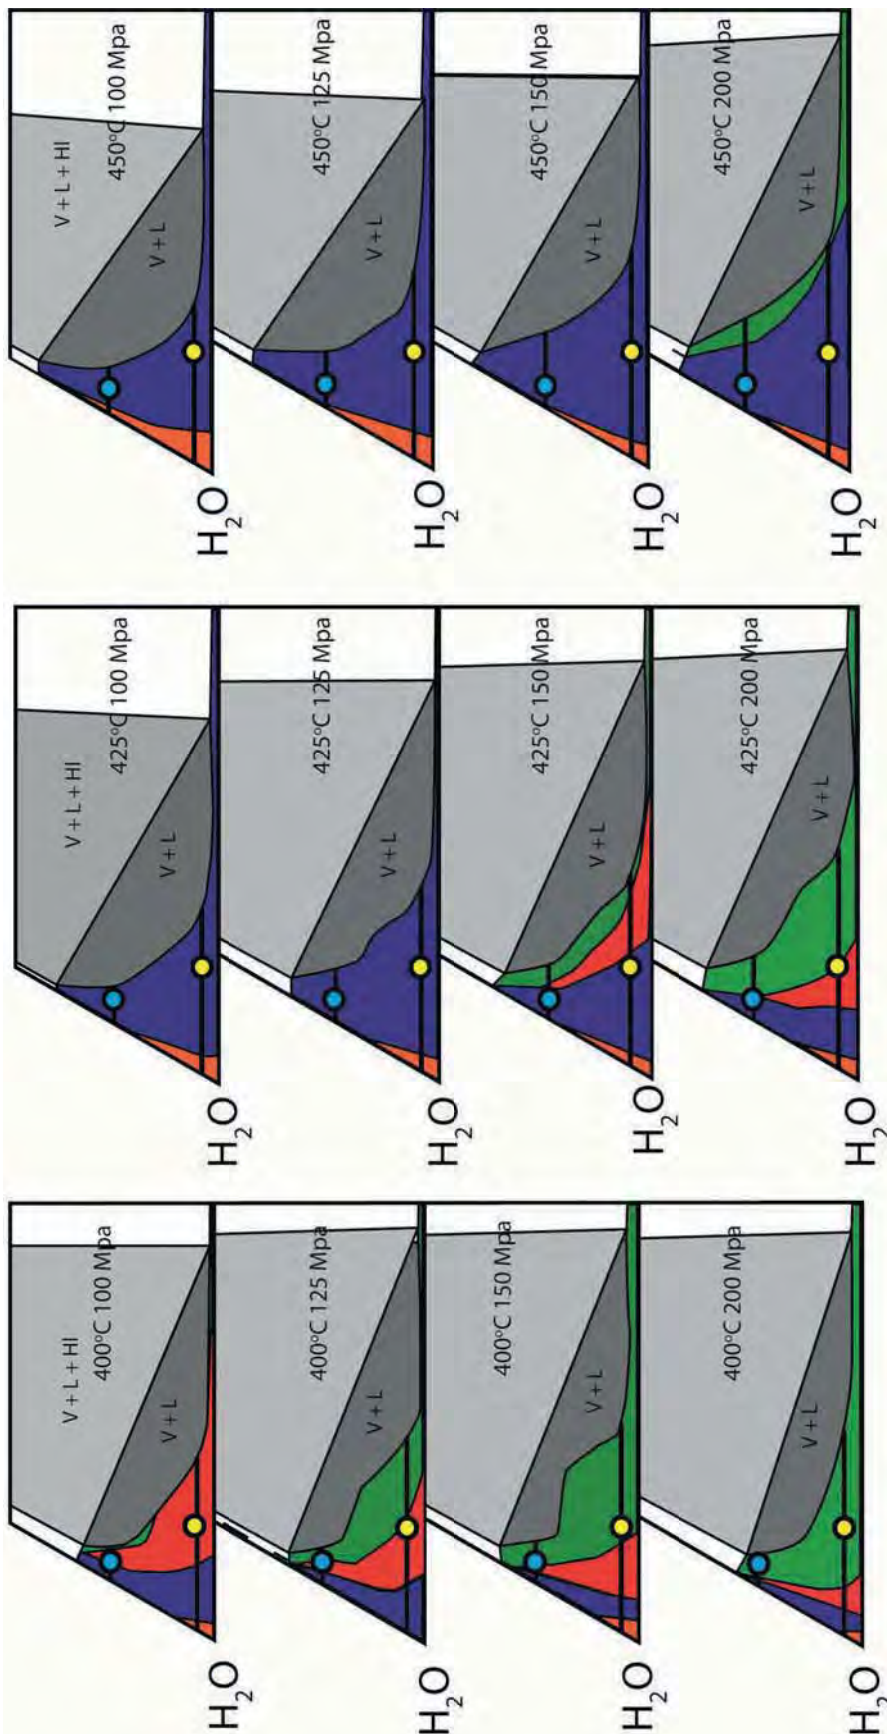 V + L + Hl
450°C 100 Mpa
V + L
H₂O
450°C 125 Mpa
V + L
H₂O
450°C 150 Mpa
V + L
H₂O
450°C 200 Mpa
V + L
H₂O
V + L + Hl
425°C 100 Mpa
V + L
H₂O
425°C 125 Mpa
V + L
H₂O
425°C 150 Mpa
V + L
H₂O
425°C 200 Mpa
V + L
H₂O
V + L + Hl
400°C 100 Mpa
V + L
H₂O
400°C 125 Mpa
V + L
H₂O
400°C 150 Mpa
V + L
H₂O
400°C 200 Mpa
V + L
H₂O